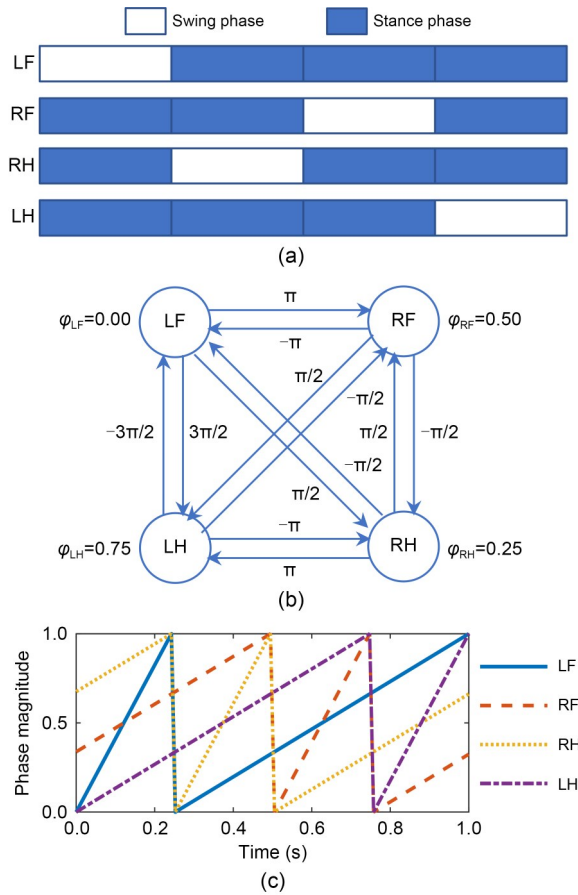 Swing phase Stance phase
LF
RF
RH
LH
(a)
π
φLF=0.00 LF RF φRF=0.50
−π
π/2
−π/2
−3π/2 3π/2 π/2 −π/2
−π/2
π/2
−π
φLH=0.75 LH RH φRH=0.25
π
(b)
1.0
LF
RF
Phase magnitude
0.5
RH
LH
0.0
0.0 0.2 0.4 0.6 0.8 1.0
Time (s)
(c)